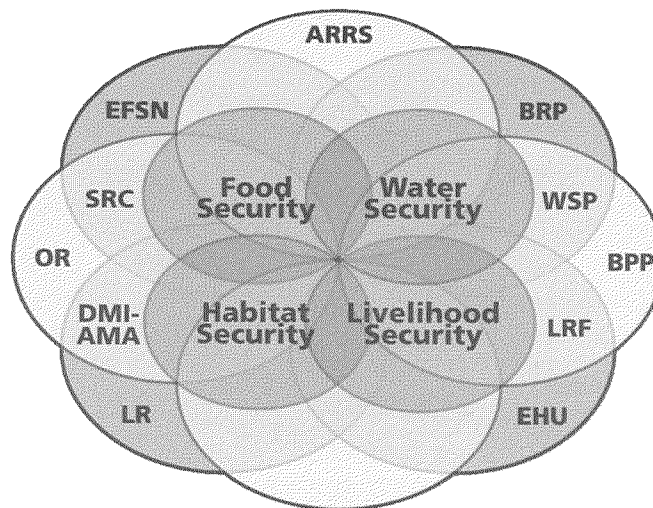 ARRS
EFSN
BRP
SRC
Food
Security
Water
Security
WSP
OR
BPP
DMI-
AMA
Habitat
Security
Livelihood
Security
LRF
LR
EHU